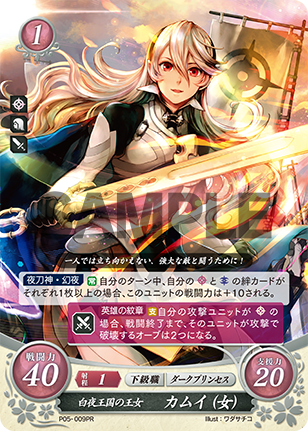 1
SAMPLE
一人では立ち向かえない、強大な敵と闘うために!
夜刀神・幻夜 常 自分のターン中、自分の と の絆カードが
それぞれ1枚以上の場合、このユニットの戦闘力は+10される。
英雄の紋章 支 自分の攻撃ユニットが の
場合、戦闘終了まで、そのユニットが攻撃で
破壊するオーブは2つになる。
戦闘力
40
射程 1 下級職 ダークプリンセス
支援力
20
白夜王国の王女 カムイ(女)
P05-009PR
Illust:ワダサチコ